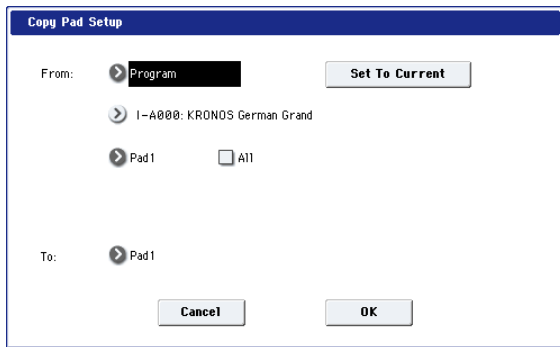 Copy Pad Setup
From: Program Set To Current
I-A000: KRONOS German Grand
Pad1 All
To: Pad1
Cancel OK